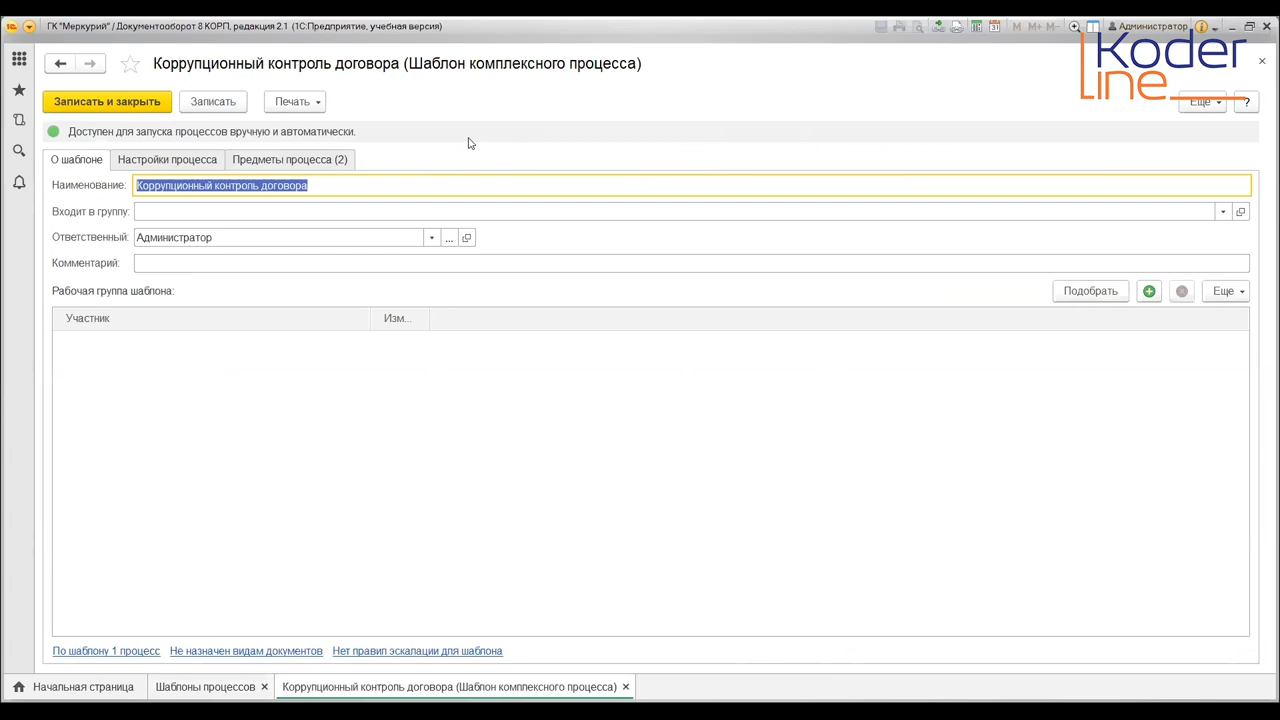 ГК "Меркурий" / Документооборот 8 КОРП, редакция 2.1 (1С:Предприятие, учебная версия)
M M+ M- Администратор
Коррупционный контроль договора (Шаблон комплексного процесса)
Koder
line
Записать и закрыть Записать Печать Еще ?
Доступен для запуска процессов вручную и автоматически.
О шаблоне Настройки процесса Предметы процесса (2)
Наименование: Коррупционный контроль договора
Входит в группу:
Ответственный: Администратор ...
Комментарий:
Рабочая группа шаблона: Подобрать Еще
Участник Изм...
По шаблону 1 процесс Не назначен видам документов Нет правил эскалации для шаблона
Начальная страница Шаблоны процессов Коррупционный контроль договора (Шаблон комплексного процесса)